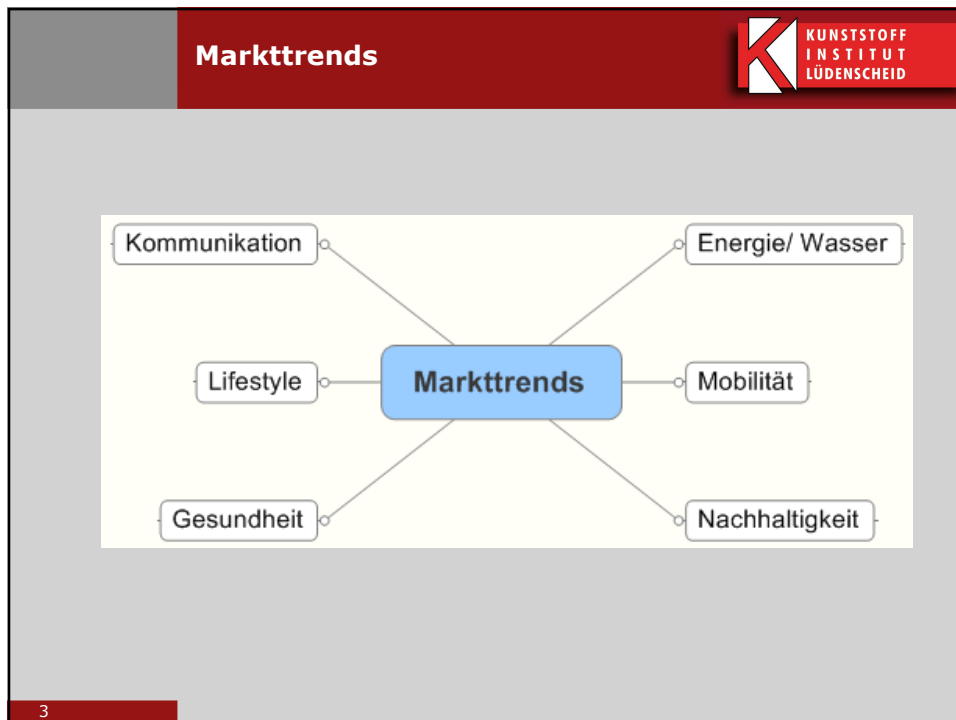 Markttrends
KUNSTSTOFF
INSTITUT
LÜDENSCHEID
Kommunikation
Energie/ Wasser
Lifestyle
Markttrends
Mobilität
Gesundheit
Nachhaltigkeit
3